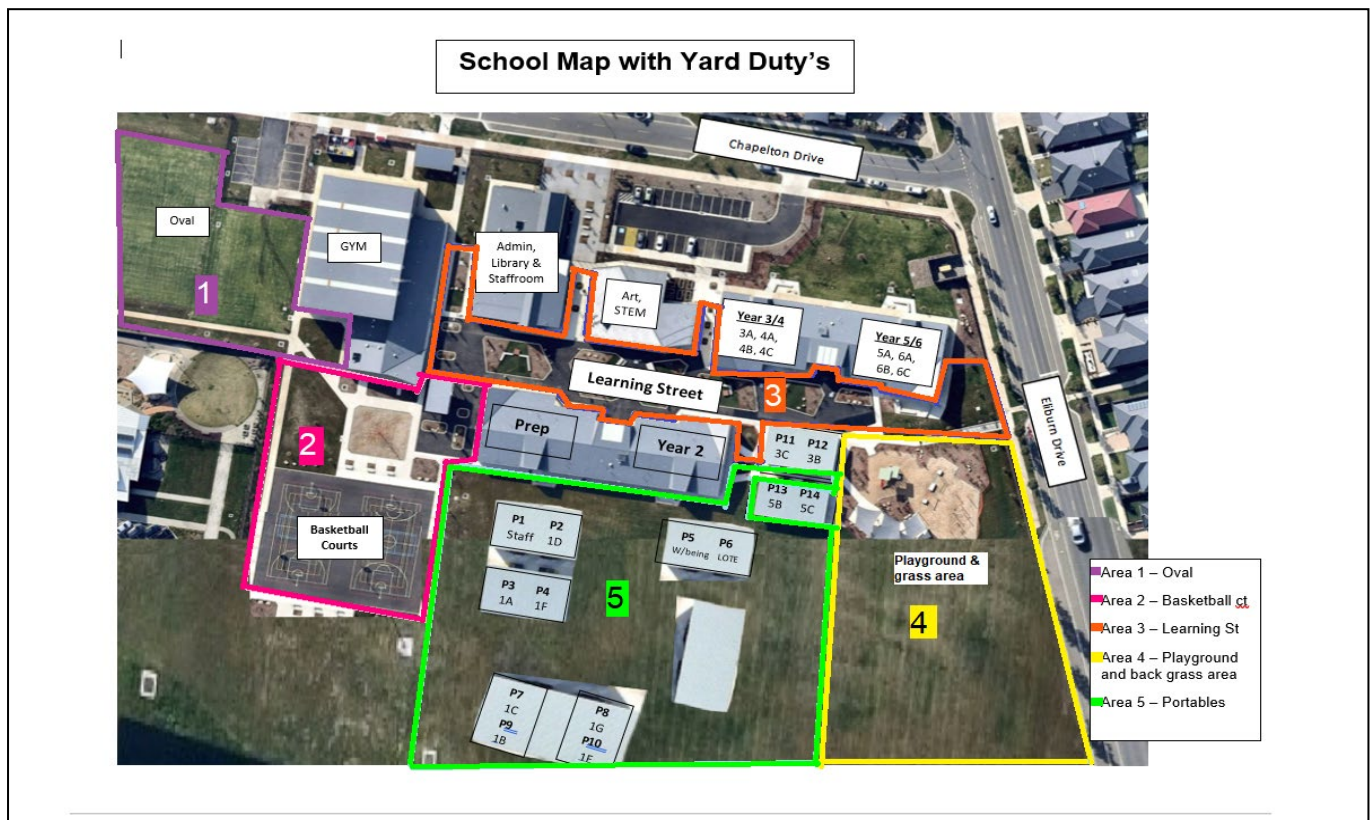 School Map with Yard Duty's
Chapelton Drive
Oval
1
GYM
Admin,
Library &
Staffroom
Art,
STEM
Year 3/4
3A, 4A,
4B, 4C
Year 5/6
5A, 6A,
6B, 6C
Learning Street
3
Ellburn Drive
2
Prep
Year 2
P11 P12
3C 3B
P13 P14
5B 5C
Basketball
Courts
P1 P2
Staff 1D
P3 P4
1A 1F
P5 P6
W/being LOTE
5
Playground &
grass area
4
P7
1C
P9
1B
P8
1G
P10
1E
Area 1 – Oval
Area 2 – Basketball ct
Area 3 – Learning St
Area 4 – Playground
and back grass area
Area 5 – Portables